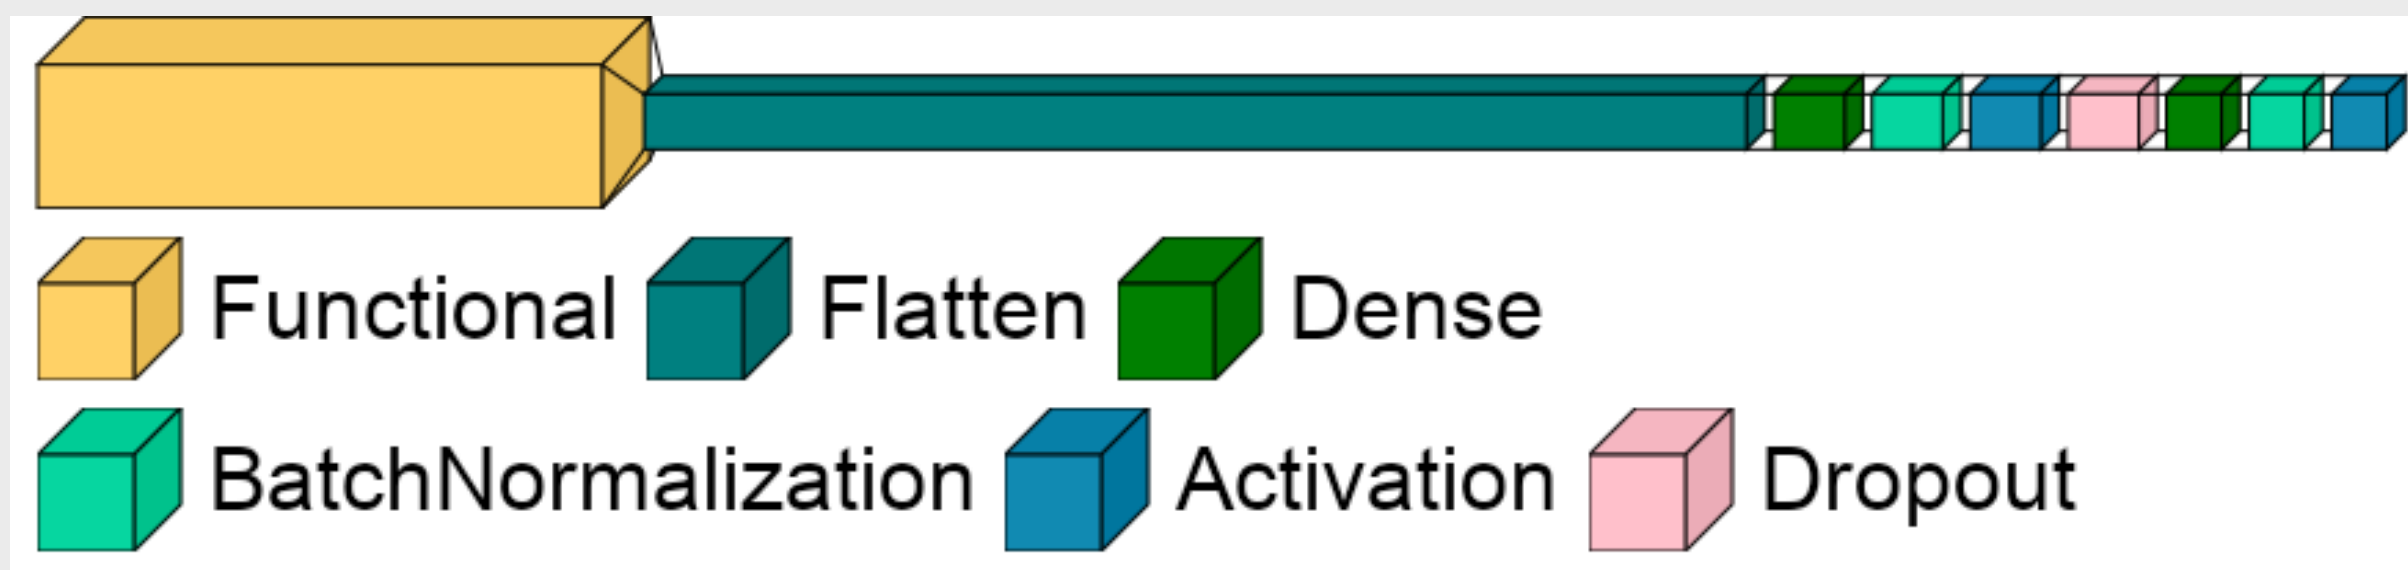 Functional Flatten Dense
BatchNormalization Activation Dropout